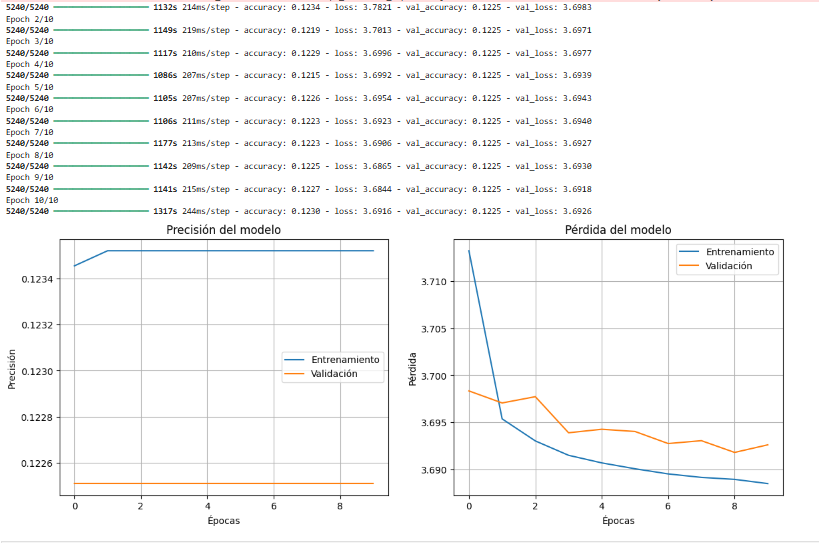 5240/5240 1132s 214ms/step - accuracy: 0.1234 - loss: 3.7821 - val_accuracy: 0.1225 - val_loss: 3.6983
Epoch 2/10
5240/5240 1149s 219ms/step - accuracy: 0.1219 - loss: 3.7013 - val_accuracy: 0.1225 - val_loss: 3.6971
Epoch 3/10
5240/5240 1117s 210ms/step - accuracy: 0.1229 - loss: 3.6996 - val_accuracy: 0.1225 - val_loss: 3.6977
Epoch 4/10
5240/5240 1086s 207ms/step - accuracy: 0.1215 - loss: 3.6992 - val_accuracy: 0.1225 - val_loss: 3.6939
Epoch 5/10
5240/5240 1105s 207ms/step - accuracy: 0.1226 - loss: 3.6954 - val_accuracy: 0.1225 - val_loss: 3.6943
Epoch 6/10
5240/5240 1106s 211ms/step - accuracy: 0.1223 - loss: 3.6923 - val_accuracy: 0.1225 - val_loss: 3.6940
Epoch 7/10
5240/5240 1177s 213ms/step - accuracy: 0.1223 - loss: 3.6906 - val_accuracy: 0.1225 - val_loss: 3.6927
Epoch 8/10
5240/5240 1142s 209ms/step - accuracy: 0.1225 - loss: 3.6865 - val_accuracy: 0.1225 - val_loss: 3.6930
Epoch 9/10
5240/5240 1141s 215ms/step - accuracy: 0.1227 - loss: 3.6844 - val_accuracy: 0.1225 - val_loss: 3.6918
Epoch 10/10
5240/5240 1317s 244ms/step - accuracy: 0.1230 - loss: 3.6916 - val_accuracy: 0.1225 - val_loss: 3.6926
Precisión del modelo
0.1234
0.1232
0.1230
0.1228
0.1226
Precisión
Entrenamiento
Validación
0 2 4 6 8
Épocas
Pérdida del modelo
Entrenamiento
Validación
3.710
3.705
3.700
3.695
3.690
Pérdida
0 2 4 6 8
Épocas